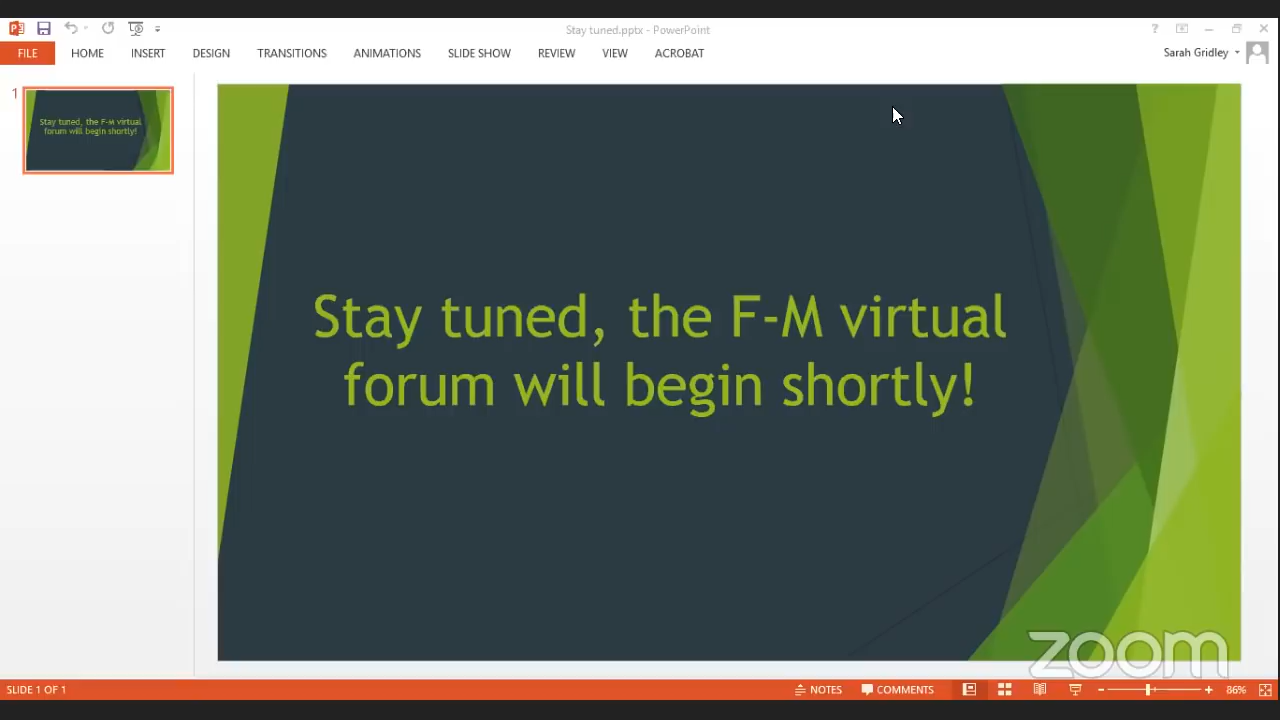 Stay tuned.pptx - PowerPoint
?
FILE HOME INSERT DESIGN TRANSITIONS ANIMATIONS SLIDE SHOW REVIEW VIEW ACROBAT
Sarah Gridley
1
Stay tuned, the F-M virtual
forum will begin shortly!
Stay tuned, the F-M virtual
forum will begin shortly!
zoom
SLIDE 1 OF 1
NOTES
COMMENTS
86%